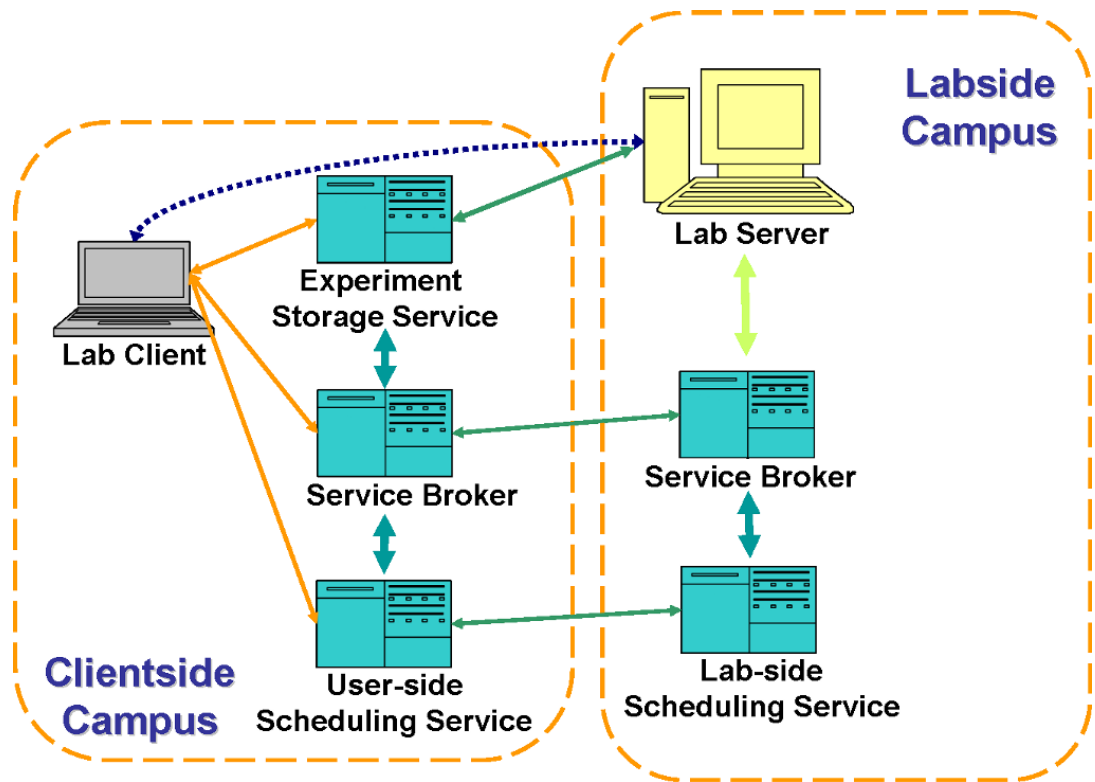 Labside
Campus
Lab Server
Experiment
Storage Service
Lab Client
Service Broker
Service Broker
User-side
Scheduling Service
Lab-side
Scheduling Service
Clientside
Campus